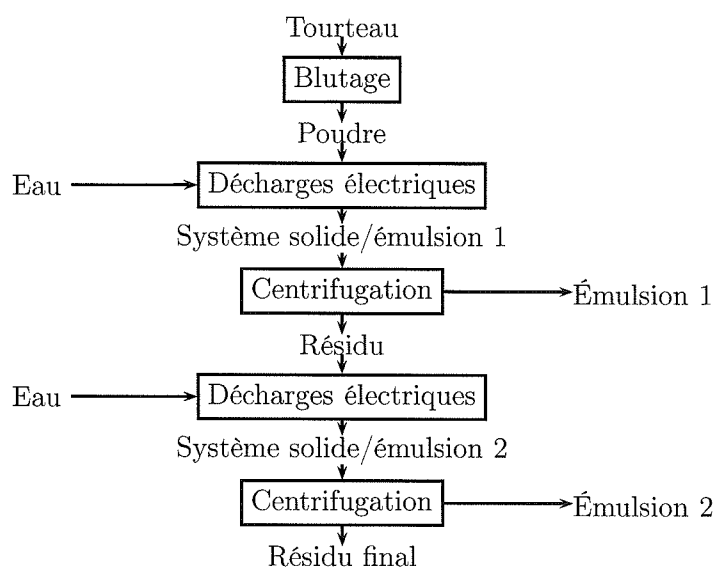 Tourteau
Blutage
Poudre
Eau
Décharges électriques
Système solide/émulsion 1
Centrifugation
Émulsion 1
Résidu
Eau
Décharges électriques
Système solide/émulsion 2
Centrifugation
Émulsion 2
Résidu final